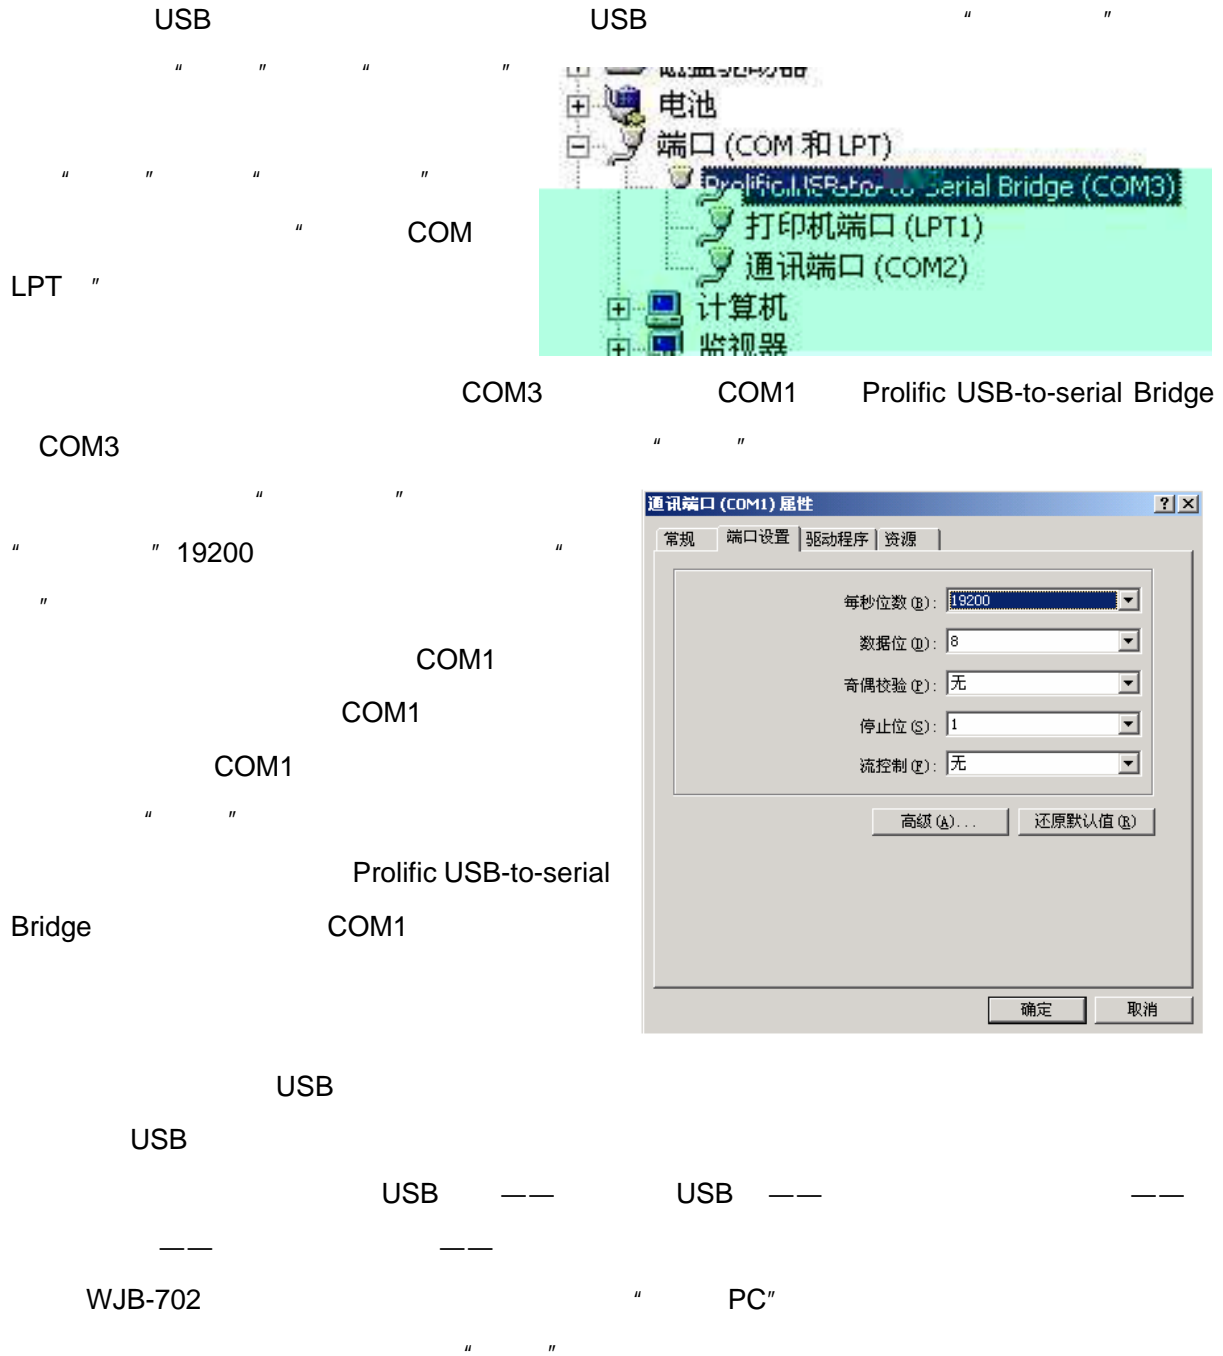 USB USB “ ”
“ ” “ ”
电池
端口 (COM 和 LPT)
“ ” “ ”
Serial Bridge (COM3)
“ COM
打印机端口 (LPT1)
通讯端口 (COM2)
LPT ”
计算机
监视器
COM3 COM1 Prolific USB-to-serial Bridge
COM3 “ ”
“ ”
“ ” 19200 “
”
COM1
COM1
COM1
“ ”
Prolific USB-to-serial
Bridge COM1
通讯端口 (COM1) 属性
常规 端口设置 驱动程序 资源
每秒位数(B): 19200
数据位(D): 8
奇偶校验(P): 无
停止位(S): 1
流控制(F): 无
高级(A)... 还原默认值(R)
确定 取消
USB
USB
USB —— USB —— ——
—— ——
WJB-702 “ PC”
“ ”